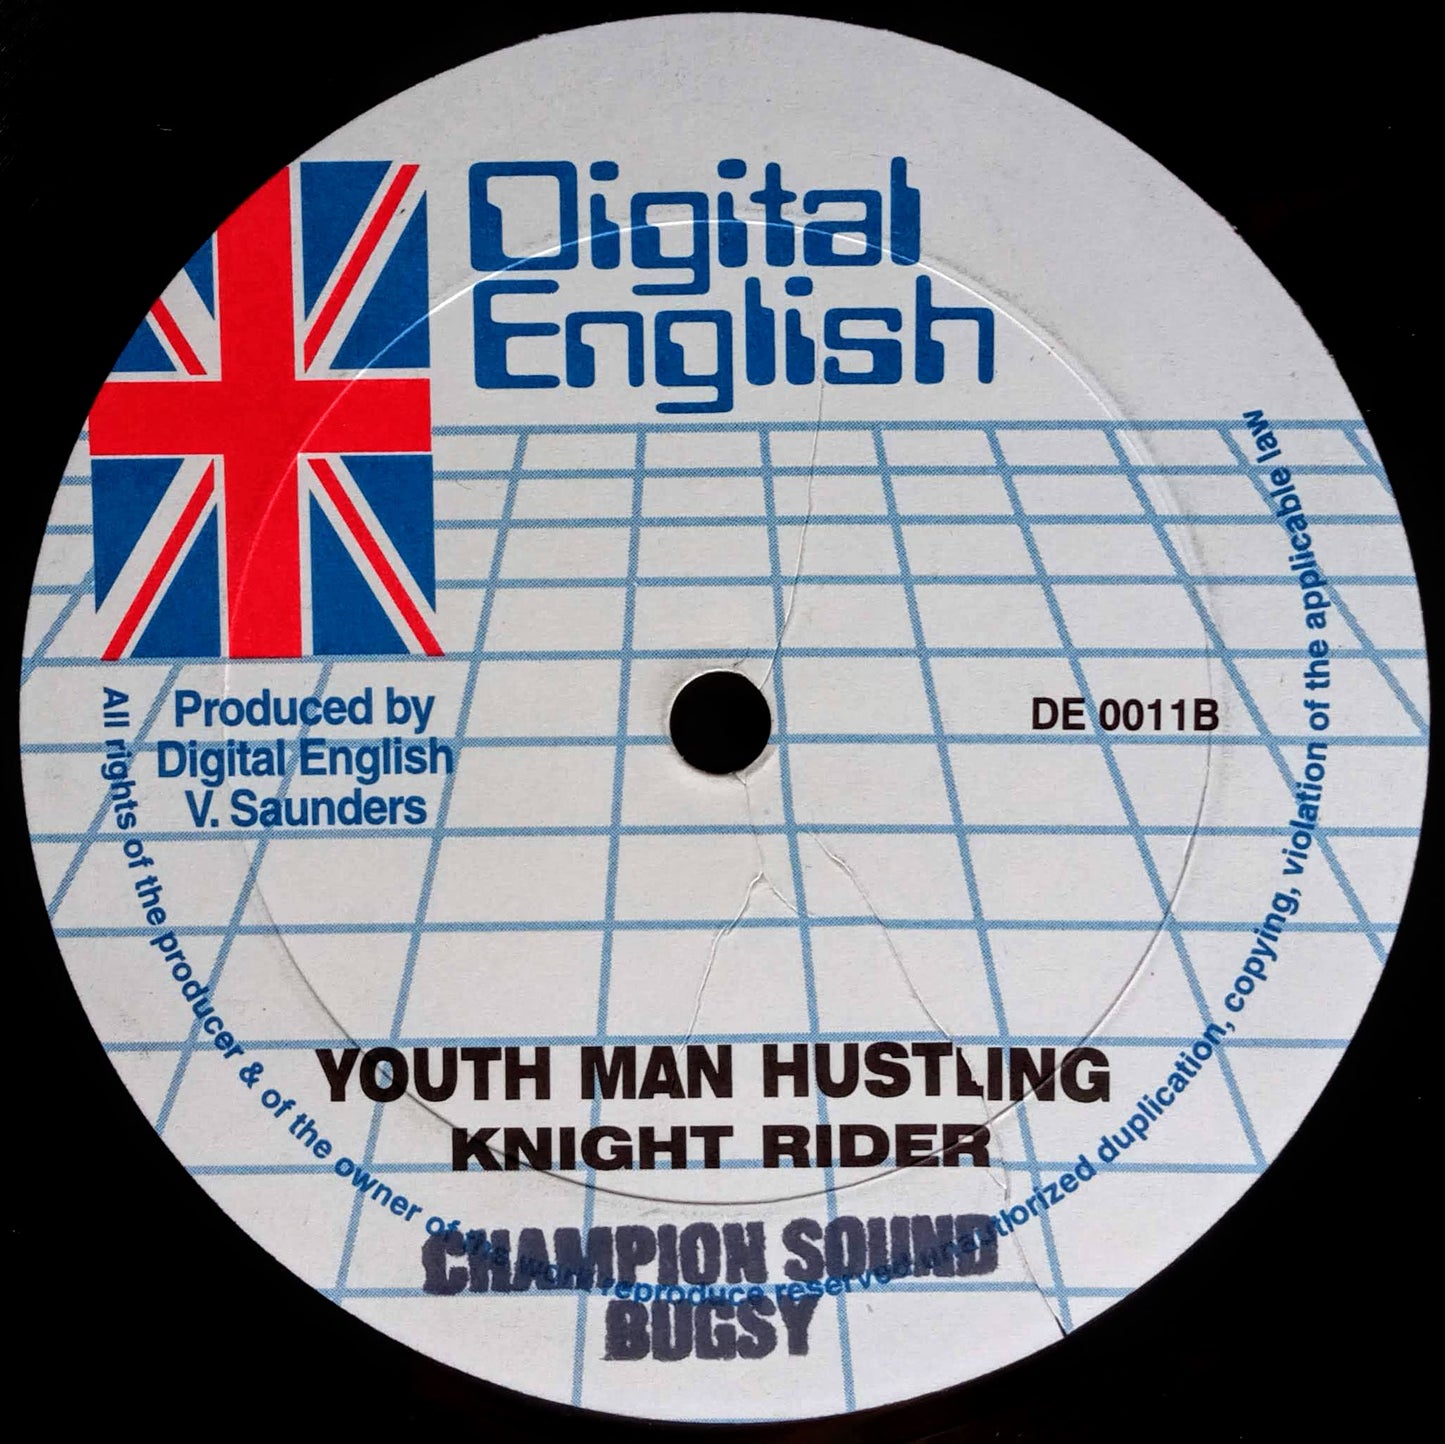 Digital
English
Produced by
Digital English
V. Saunders
DE 0011B
YOUTH MAN HUSTLING
KNIGHT RIDER
CHAMPION SOUND
BUGSY
All rights of the producer & of the owner of the work reproduce reserved unauthorized duplication, copying, violation of the applicable law